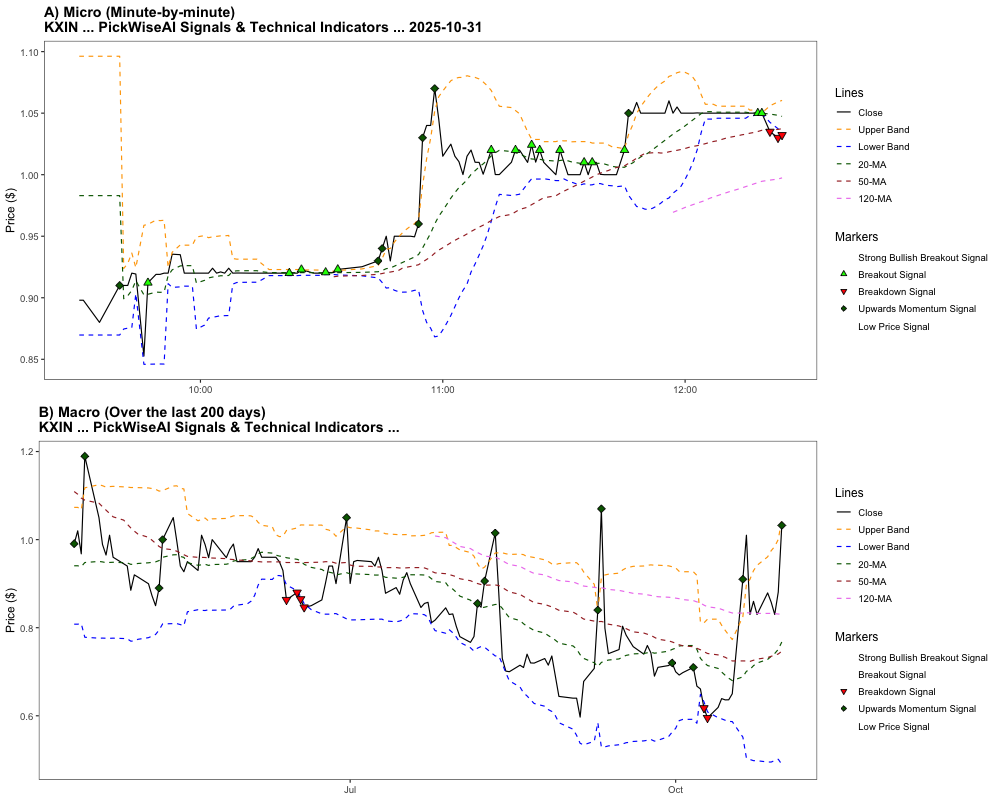 A) Micro (Minute-by-minute)
KXIN ... PickWiseAI Signals & Technical Indicators ... 2025-10-31
1.10
1.05
1.00
0.95
0.90
0.85
Price ($)
10:00
11:00
12:00
Lines
Close
Upper Band
Lower Band
20-MA
50-MA
120-MA
Markers
Strong Bullish Breakout Signal
Breakout Signal
Breakdown Signal
Upwards Momentum Signal
Low Price Signal
B) Macro (Over the last 200 days)
KXIN ... PickWiseAI Signals & Technical Indicators ...
1.2
1.0
0.8
0.6
Price ($)
Jul
Oct
Lines
Close
Upper Band
Lower Band
20-MA
50-MA
120-MA
Markers
Strong Bullish Breakout Signal
Breakout Signal
Breakdown Signal
Upwards Momentum Signal
Low Price Signal